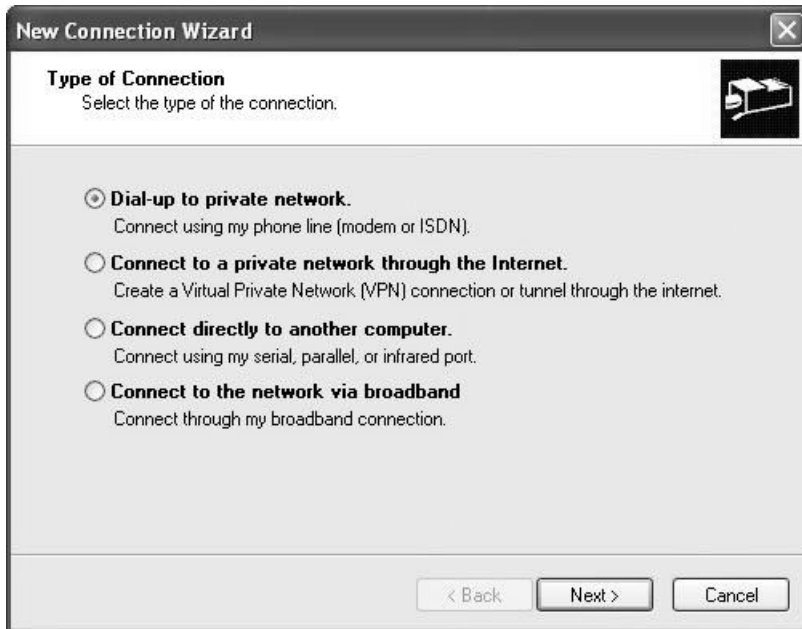 New Connection Wizard
Type of Connection
Select the type of the connection.
Dial-up to private network.
Connect using my phone line (modem or ISDN).
Connect to a private network through the Internet.
Create a Virtual Private Network (VPN) connection or tunnel through the internet.
Connect directly to another computer.
Connect using my serial, parallel, or infrared port.
Connect to the network via broadband
Connect through my broadband connection.
< Back Next > Cancel